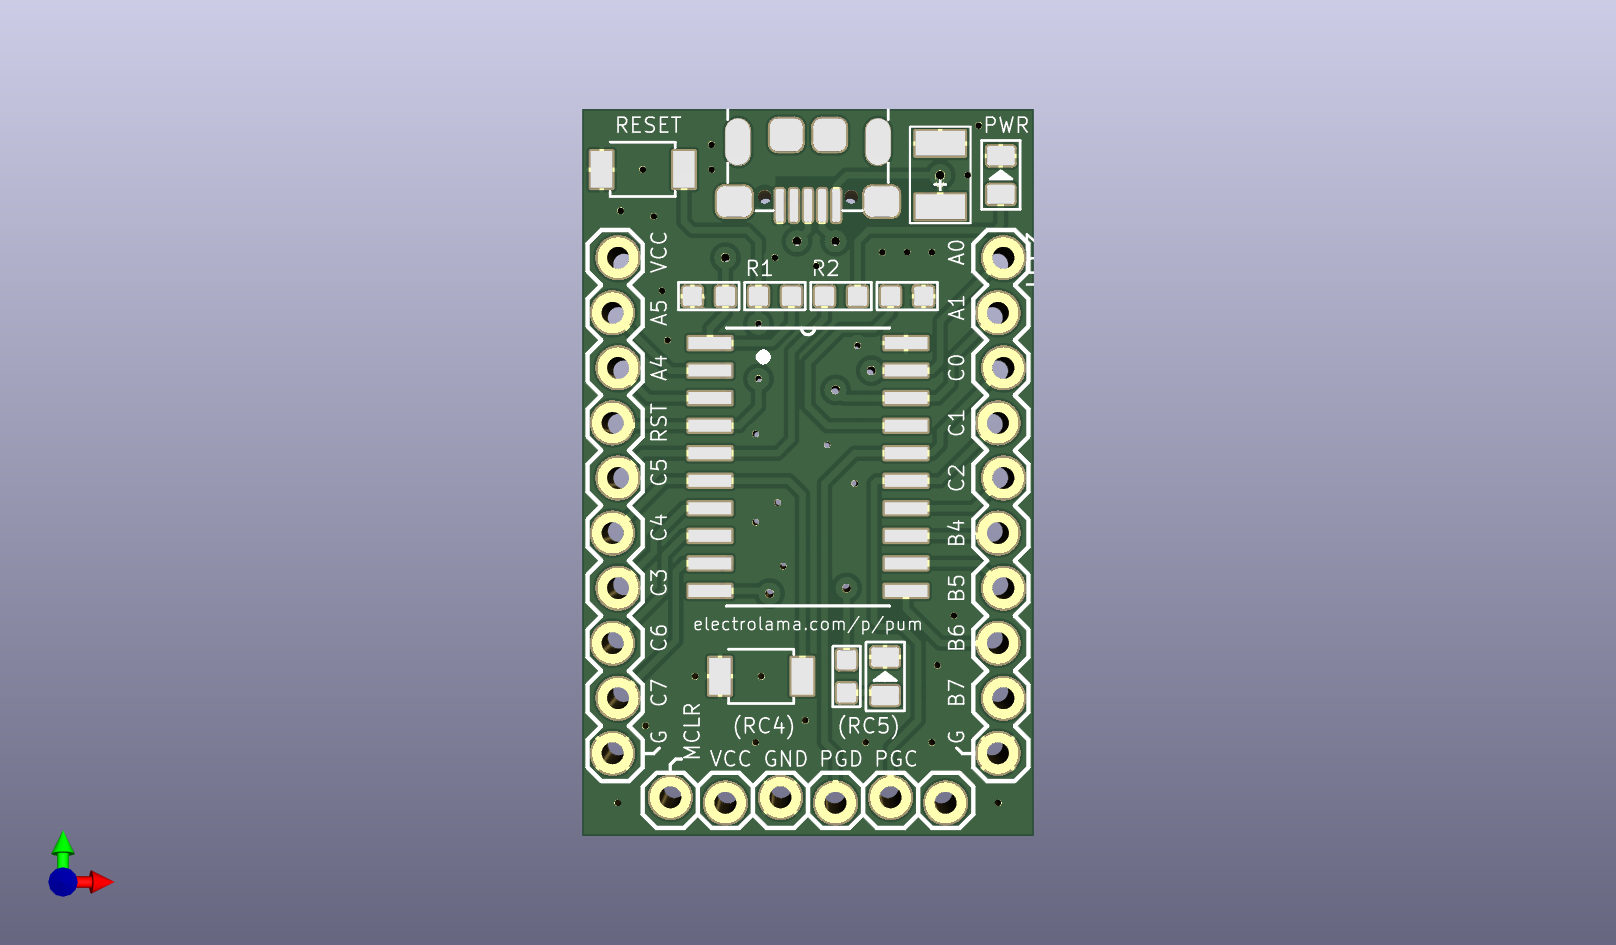 RESET
PWR
VCC
A5
A4
RST
C5
C4
C3
C6
C7
G
R1
R2
A0
A1
C0
C1
C2
B4
B5
B6
B7
G
electrolama.com/p/pum
(RC4)
(RC5)
MCLR
VCC GND PGD PGC